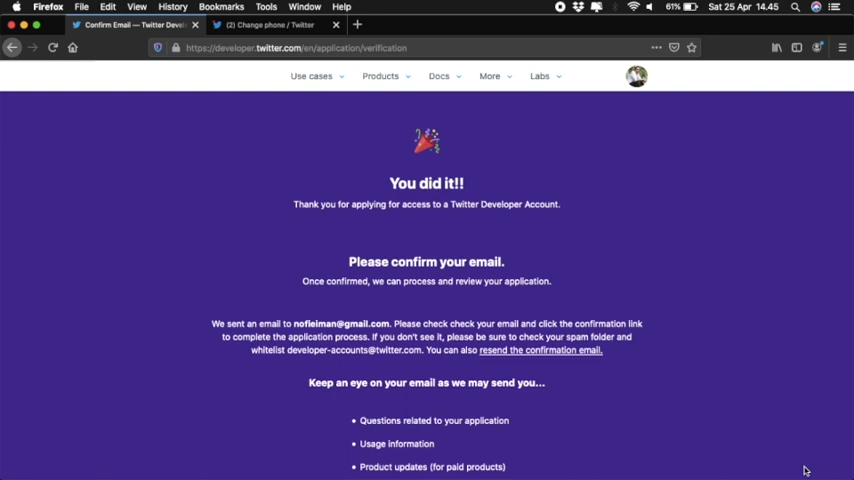 Firefox File Edit View History Bookmarks Tools Window Help 61% Sat 25 Apr 14.45
Confirm Email — Twitter Devel
(2) Change phone / Twitter
https://developer.twitter.com/en/application/verification
Use cases Products Docs More Labs
You did it!!
Thank you for applying for access to a Twitter Developer Account.
Please confirm your email.
Once confirmed, we can process and review your application.
We sent an email to nofieiman@gmail.com. Please check check your email and click the confirmation link
to complete the application process. If you don't see it, please be sure to check your spam folder and
whitelist developer-accounts@twitter.com. You can also resend the confirmation email.
Keep an eye on your email as we may send you...
• Questions related to your application
• Usage information
• Product updates (for paid products)